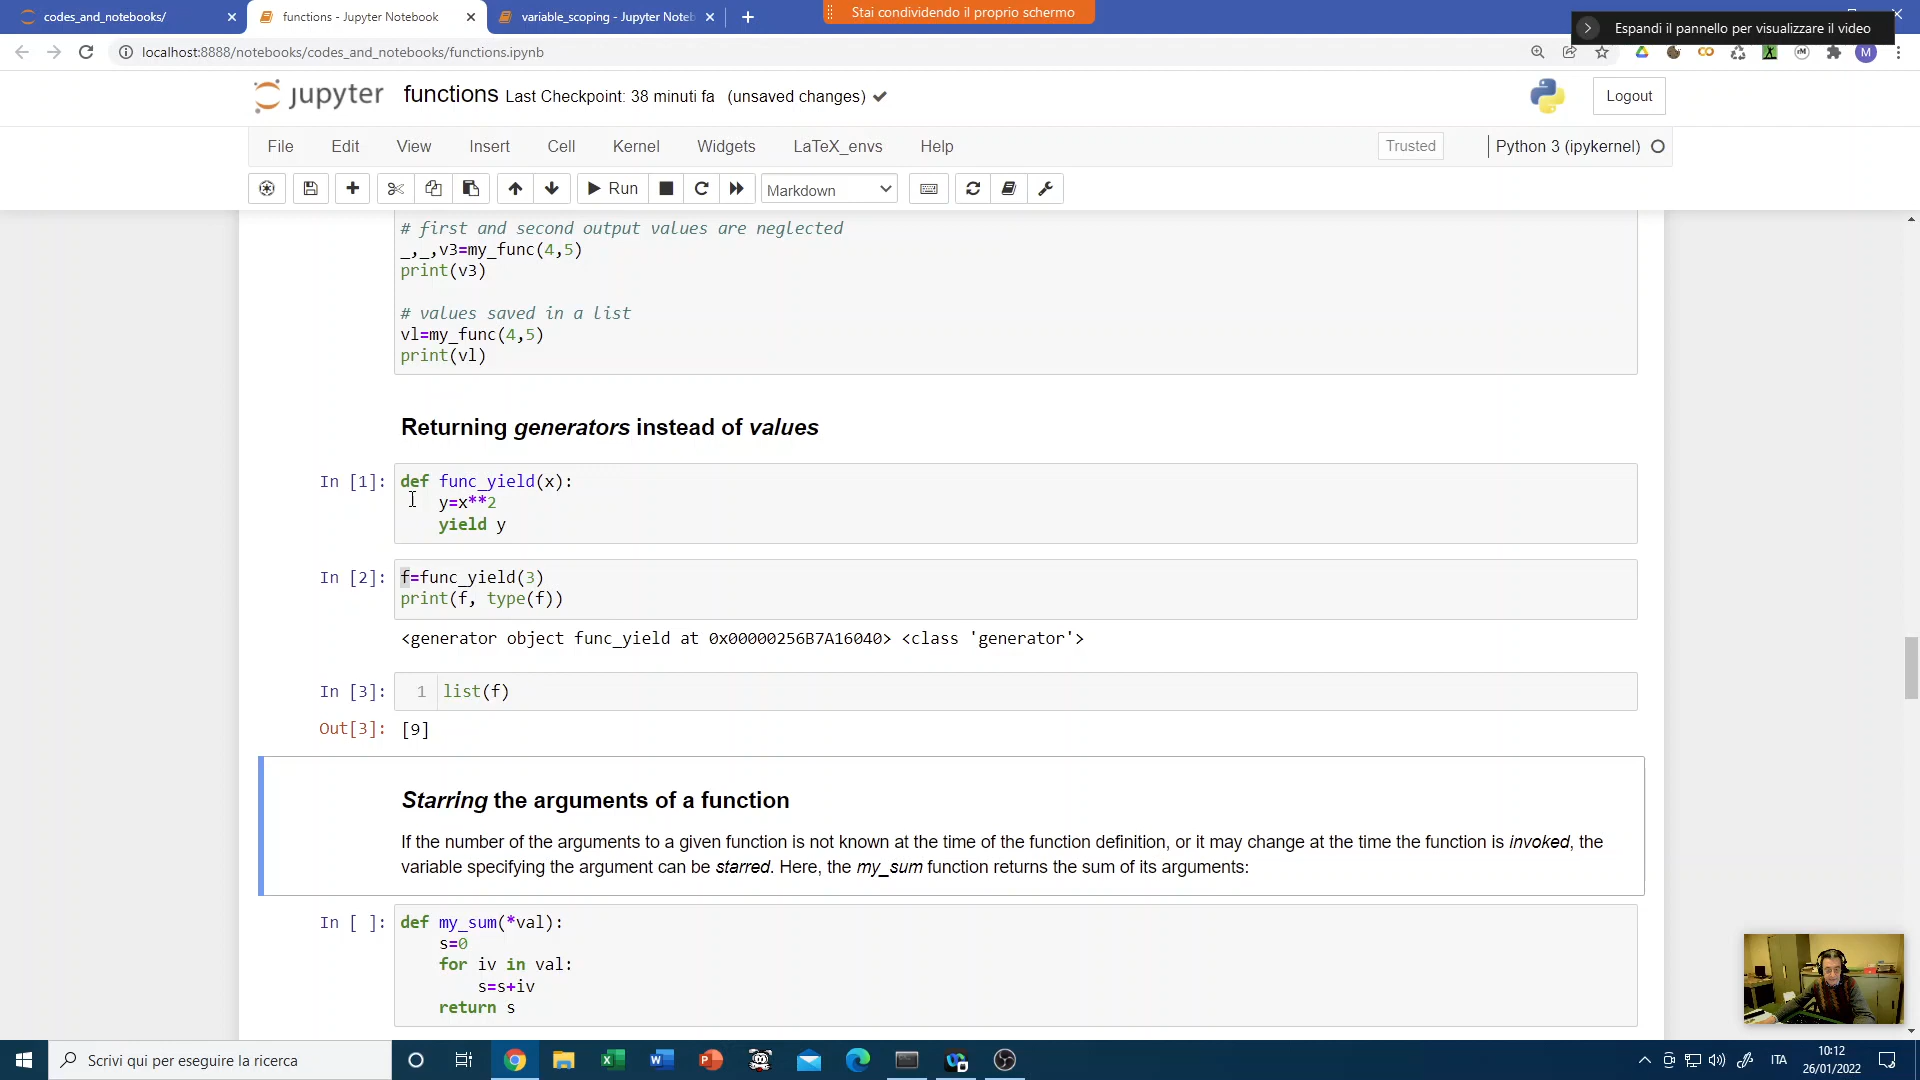 codes_and_notebooks/
functions - Jupyter Notebook
variable_scoping - Jupyter Noteb
Stai condividendo il proprio schermo
Espandi il pannello per visualizzare il video
localhost:8888/notebooks/codes_and_notebooks/functions.ipynb
M
jupyter
functions Last Checkpoint: 38 minuti fa (unsaved changes)
Logout
File Edit View Insert Cell Kernel Widgets LaTeX_envs Help
Trusted
Python 3 (ipykernel)
Run
Markdown
# first and second output values are neglected
_,_,v3=my_func(4,5)
print(v3)
# values saved in a list
vl=my_func(4,5)
print(vl)
Returning generators instead of values
In [1]: def func_yield(x):
y=x**2
yield y
In [2]: f=func_yield(3)
print(f, type(f))
<generator object func_yield at 0x00000256B7A16040> <class 'generator'>
In [3]: 1 list(f)
Out[3]: [9]
Starring the arguments of a function
If the number of the arguments to a given function is not known at the time of the function definition, or it may change at the time the function is invoked, the
variable specifying the argument can be starred. Here, the my_sum function returns the sum of its arguments:
In [ ]: def my_sum(*val):
s=0
for iv in val:
s=s+iv
return s
Scrivi qui per eseguire la ricerca
ITA
10:12
26/01/2022